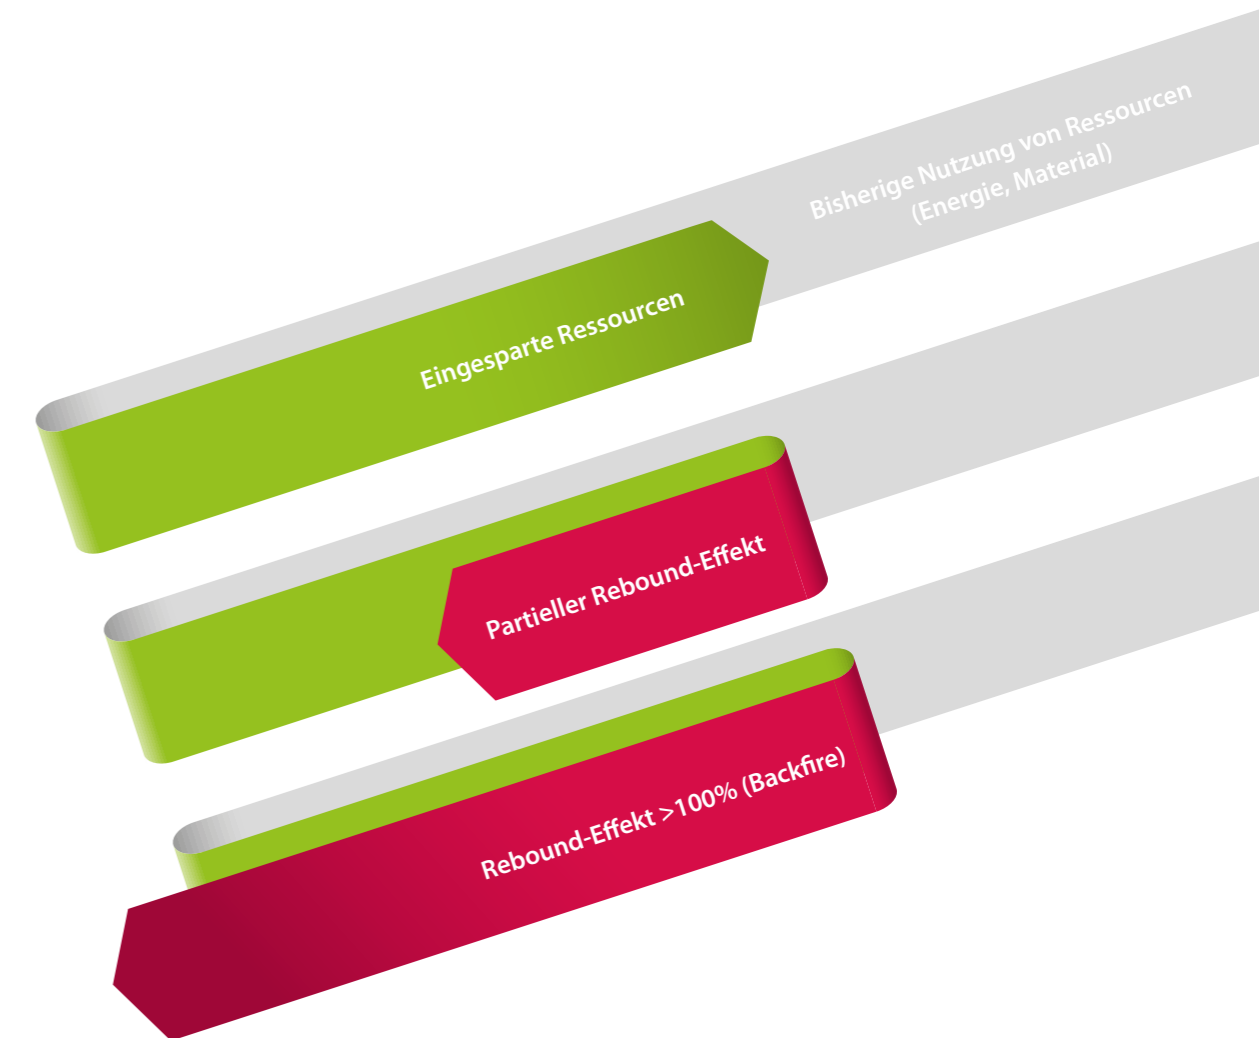 Bisherige Nutzung von Ressourcen
(Energie, Material)
Eingesparte Ressourcen
Partieller Rebound-Effekt
Rebound-Effekt >100% (Backfire)